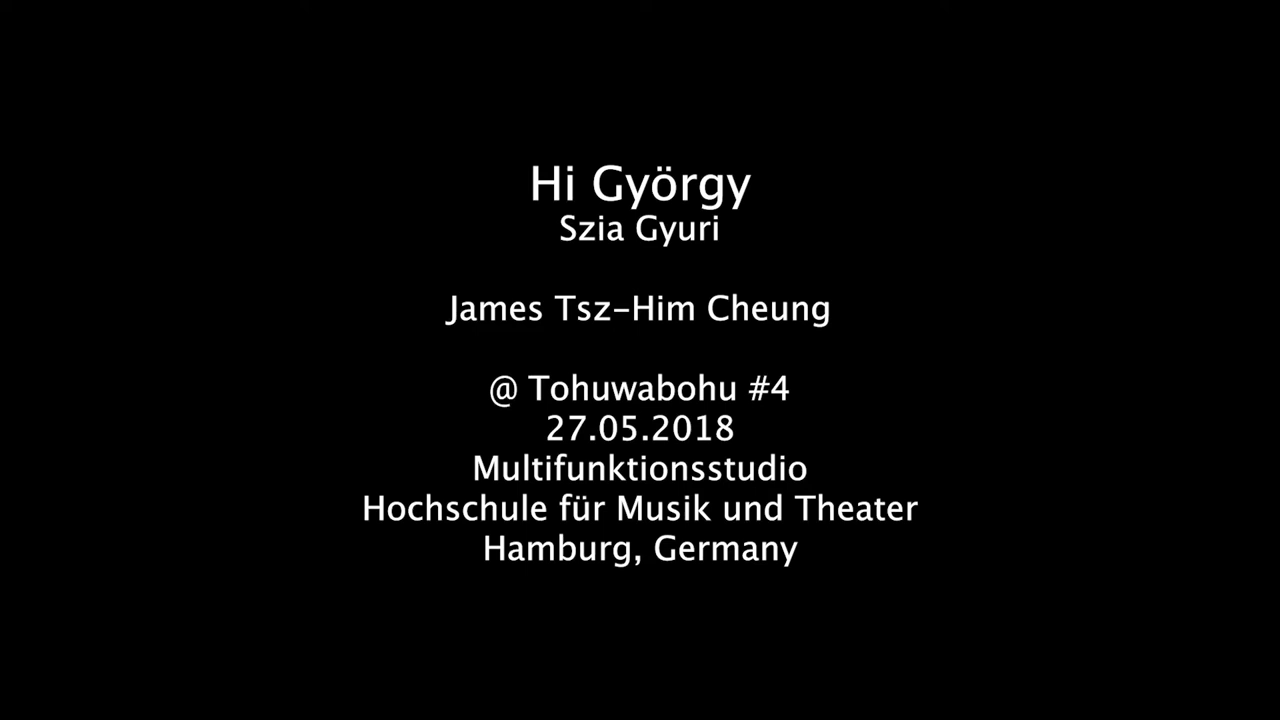 Hi György
Szia Gyuri
James Tsz-Him Cheung
@ Tohuwabohu #4
27.05.2018
Multifunktionsstudio
Hochschule für Musik und Theater
Hamburg, Germany